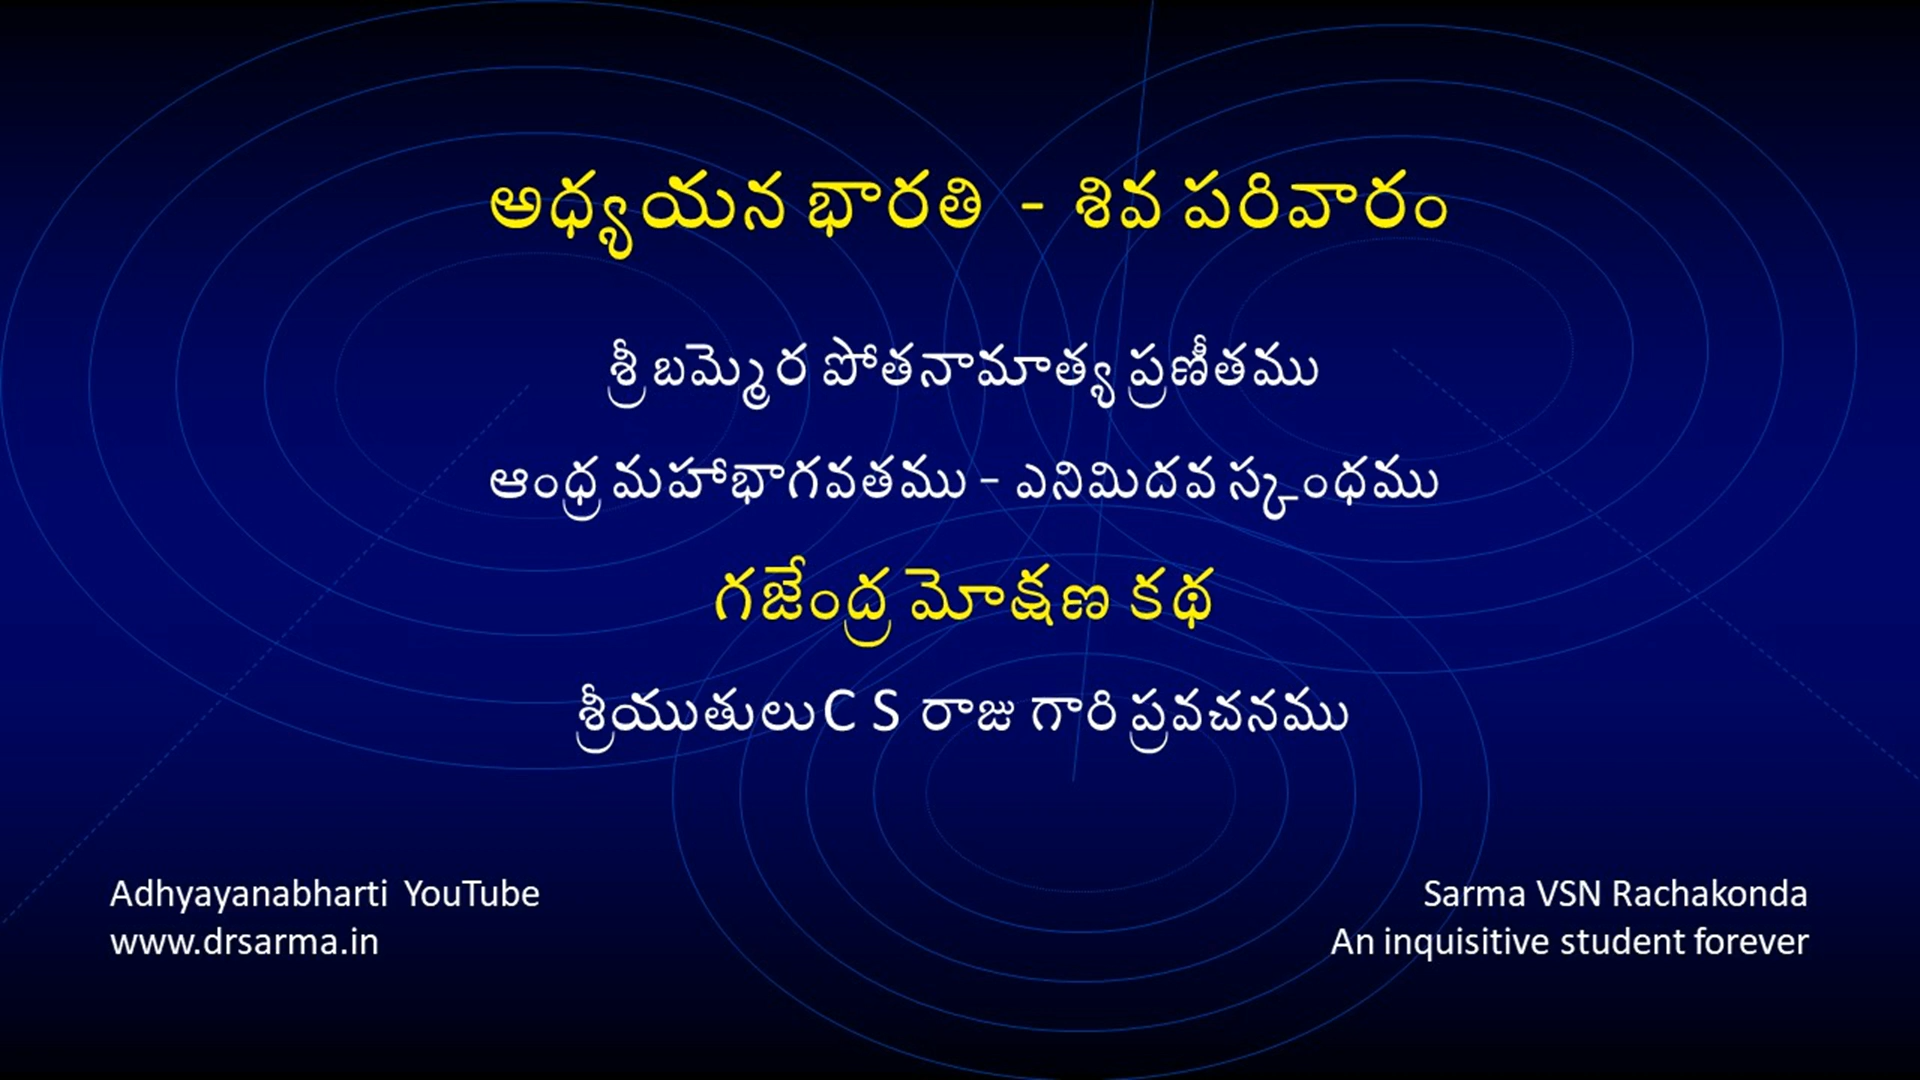 అధ్యయన భారతి - శివ పరివారం
శ్రీ బమ్మెర పోతనామాత్య ప్రణీతము
ఆంధ్ర మహాభాగవతము - ఎనిమిదవ స్కంధము
గజేంద్ర మోక్షణ కథ
శ్రీయుతులు C S రాజు గారి ప్రవచనము
Adhyayanabharti YouTube
www.drsarma.in
Sarma VSN Rachakonda
An inquisitive student forever